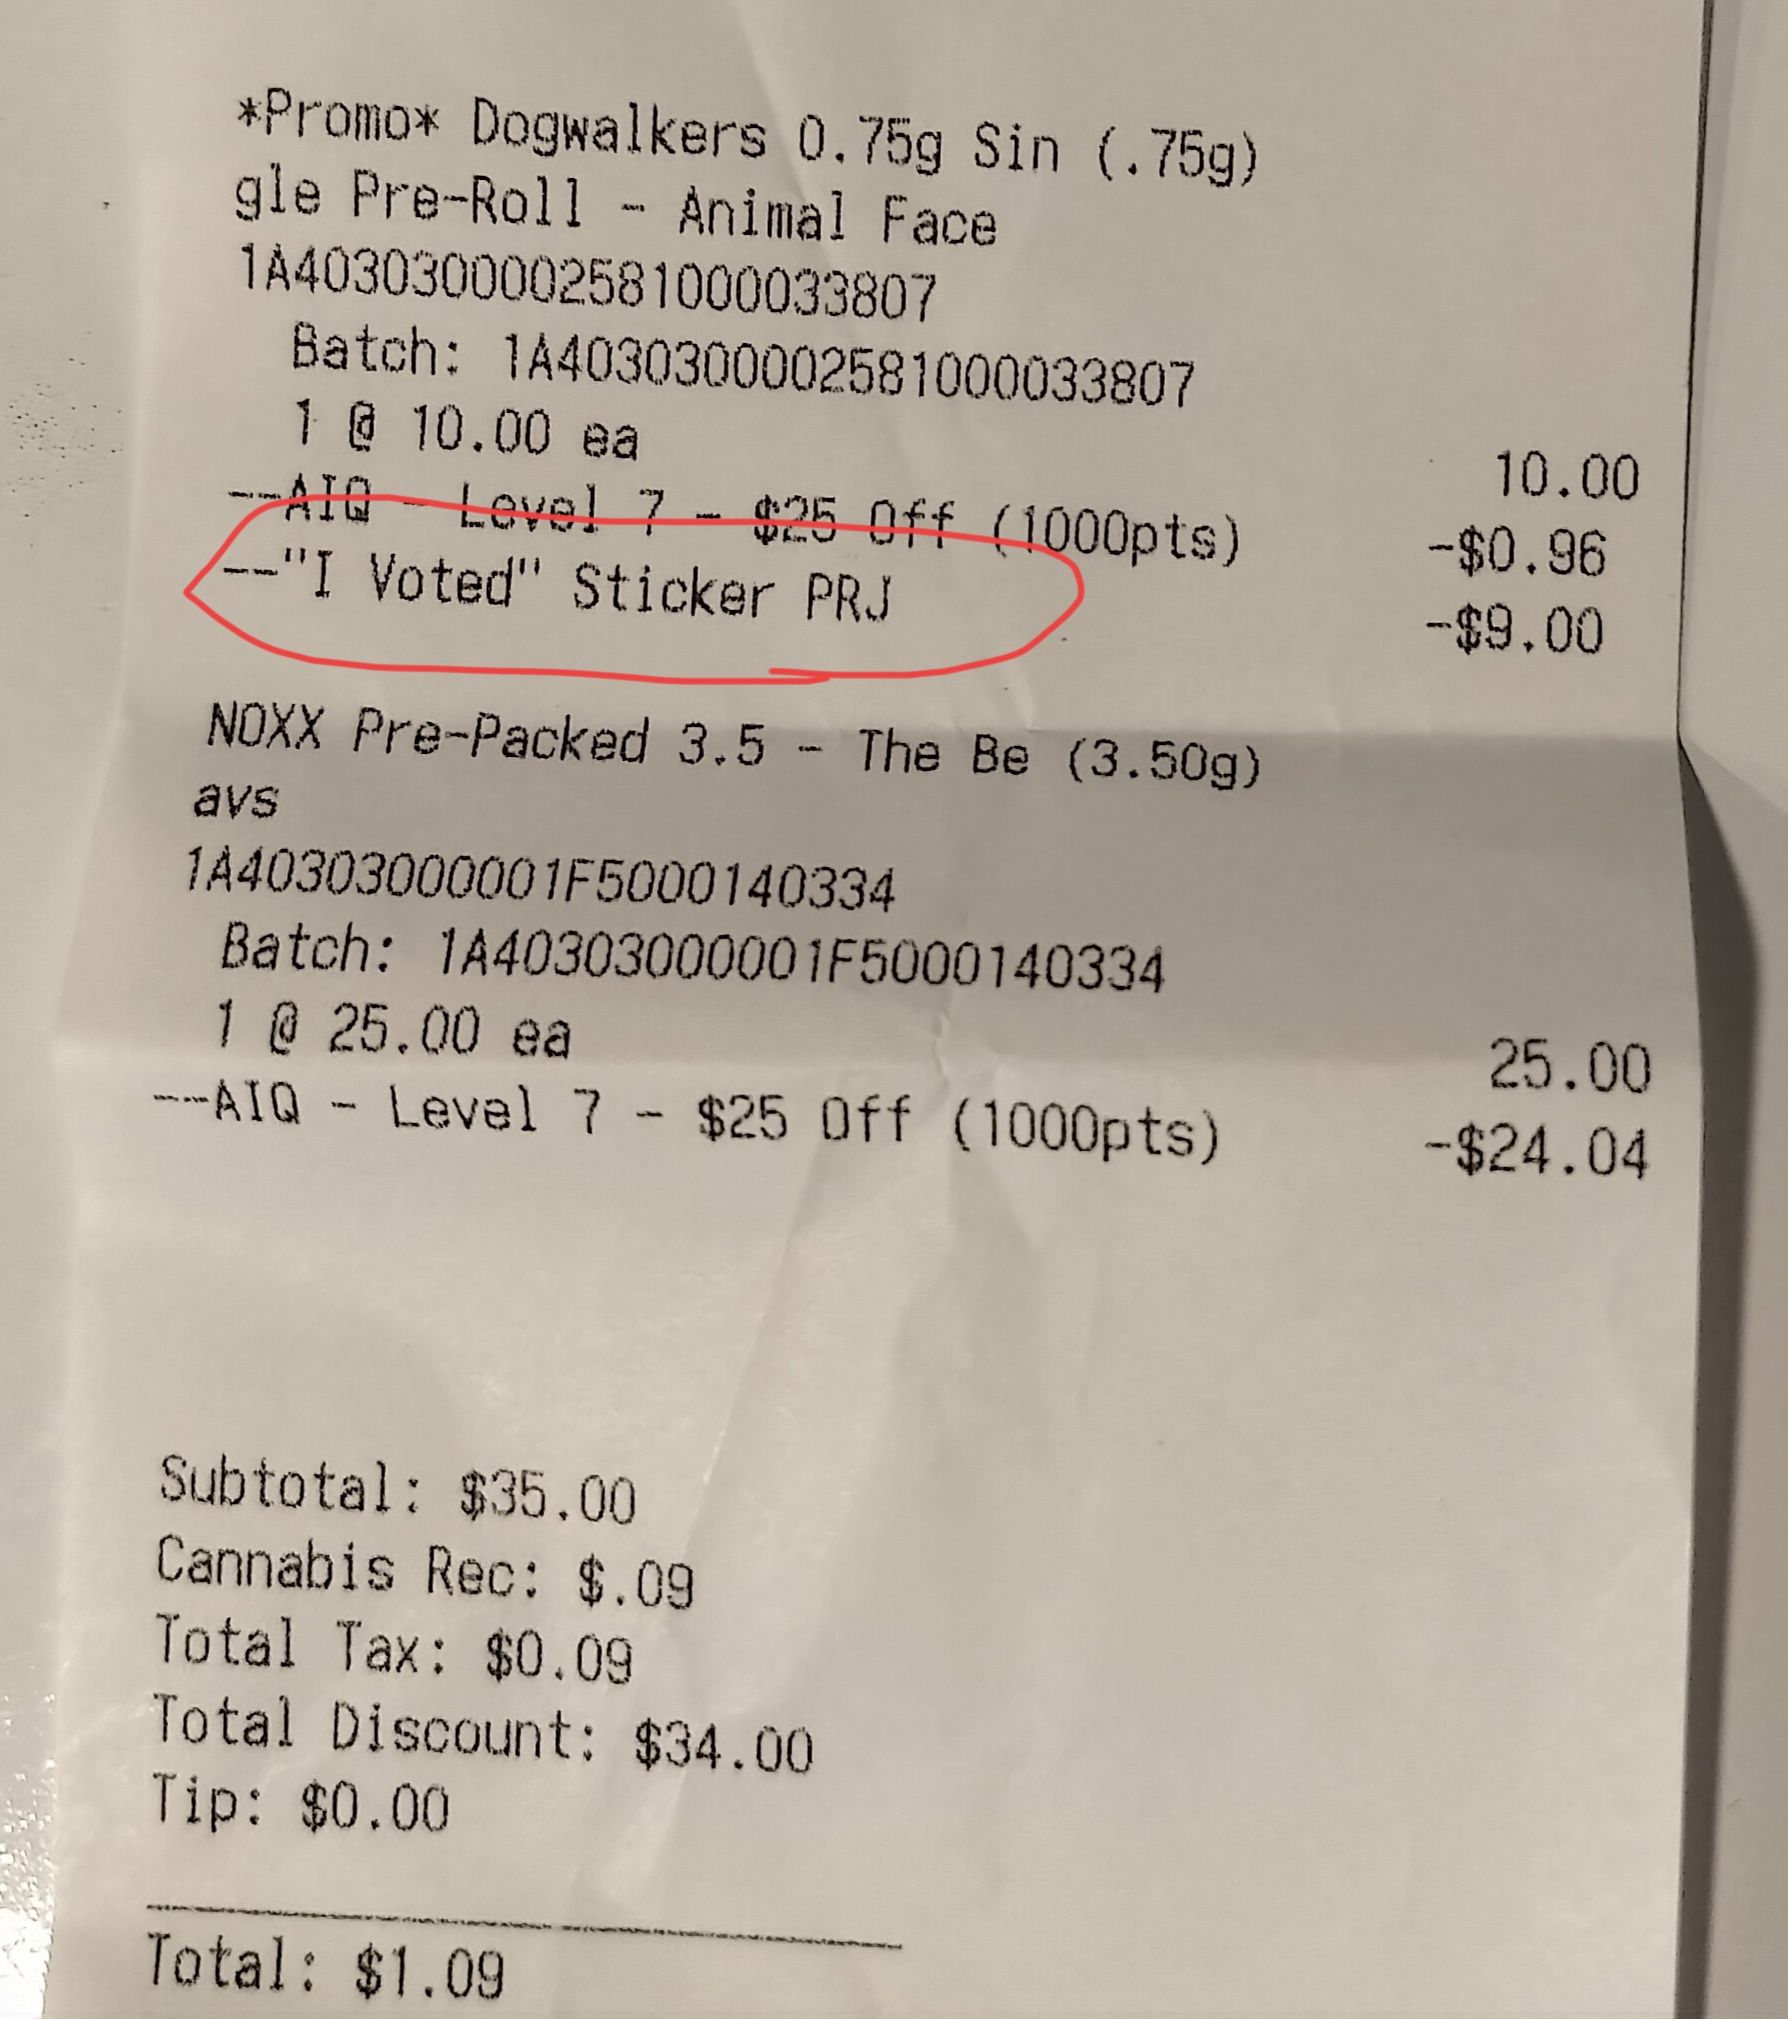 *Promo* Dogwalkers 0.75g Sin (.75g)
gle Pre-Roll - Animal Face
1A4030300002581000033807
Batch: 1A4030300002581000033807
1 @ 10.00 ea 10.00
--AIQ - Level 7 - $25 Off (1000pts) -$0.96
--"I Voted" Sticker PRJ -$9.00
NOXX Pre-Packed 3.5 - The Be (3.50g)
avs
1A40303000001F5000140334
Batch: 1A40303000001F5000140334
1 @ 25.00 ea 25.00
--AIQ - Level 7 - $25 Off (1000pts) -$24.04
Subtotal: $35.00
Cannabis Rec: $.09
Total Tax: $0.09
Total Discount: $34.00
Tip: $0.00
Total: $1.09